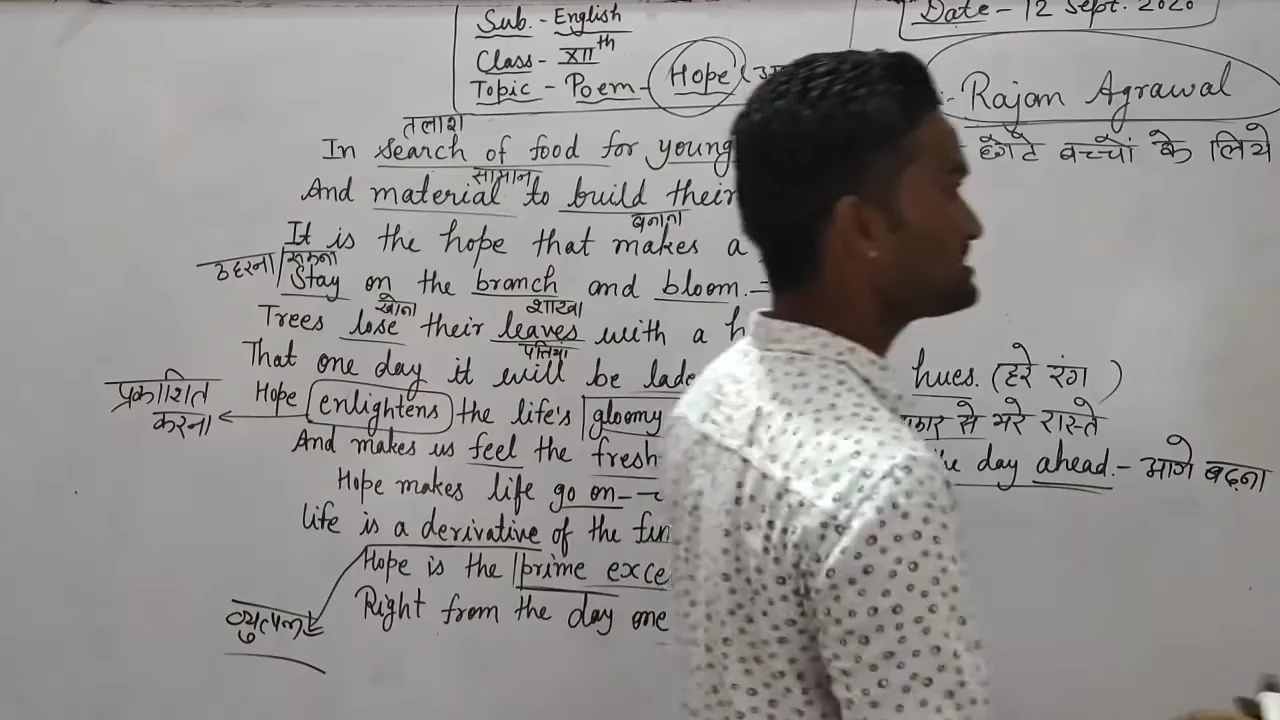 Sub. - English
Date - 12 Sept. 2020
Class - XIIth
Topic - Poem - Hope
Rajam Agrawal
तलाश
In search of food for young
छोटे बच्चों के लिये
सामान
And material to build their
बनाना
It is the hope that makes a
ठहरना/रूकना
Stay on the branch and bloom.
खोना शाखा
Trees lose their leaves with a
पतियां
That one day it will be lade
hues. (हरे रंग)
प्रकाशित करना
Hope enlightens the life's gloomy
से भरे रास्ते
And makes us feel the fresh
day ahead. - आगे बढ़ना
Hope makes life go on -
life is a derivative of the
Hope is the prime exce
Right from the day one